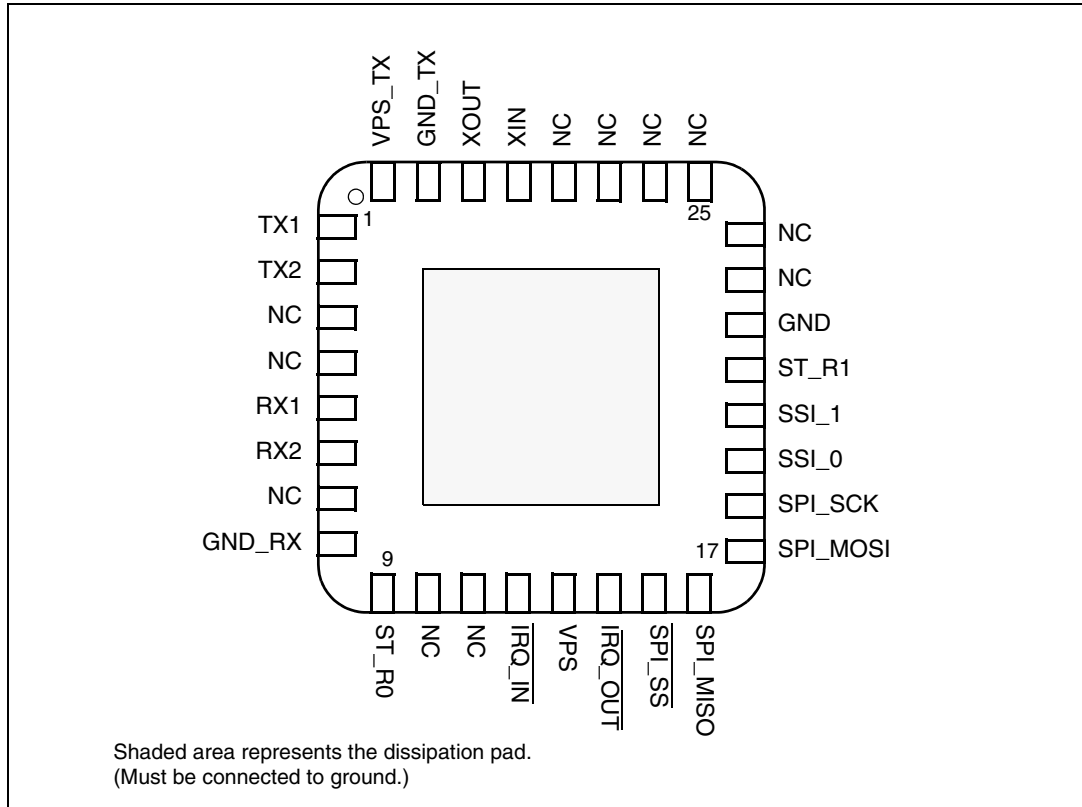 VPS_TX
GND_TX
XOUT
XIN
NC
NC
NC
NC
1
25
TX1
TX2
NC
NC
RX1
RX2
NC
GND_RX
NC
NC
GND
ST_R1
SSI_1
SSI_0
SPI_SCK
SPI_MOSI
9
17
ST_R0
NC
NC
IRQ_IN
VPS
IRQ_OUT
SPI_SS
SPI_MISO
Shaded area represents the dissipation pad.
(Must be connected to ground.)